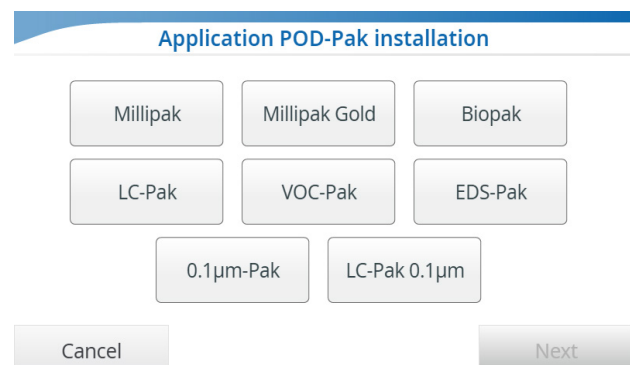 Application POD-Pak installation
Millipak Millipak Gold Biopak
LC-Pak VOC-Pak EDS-Pak
0.1µm-Pak LC-Pak 0.1µm
Cancel Next